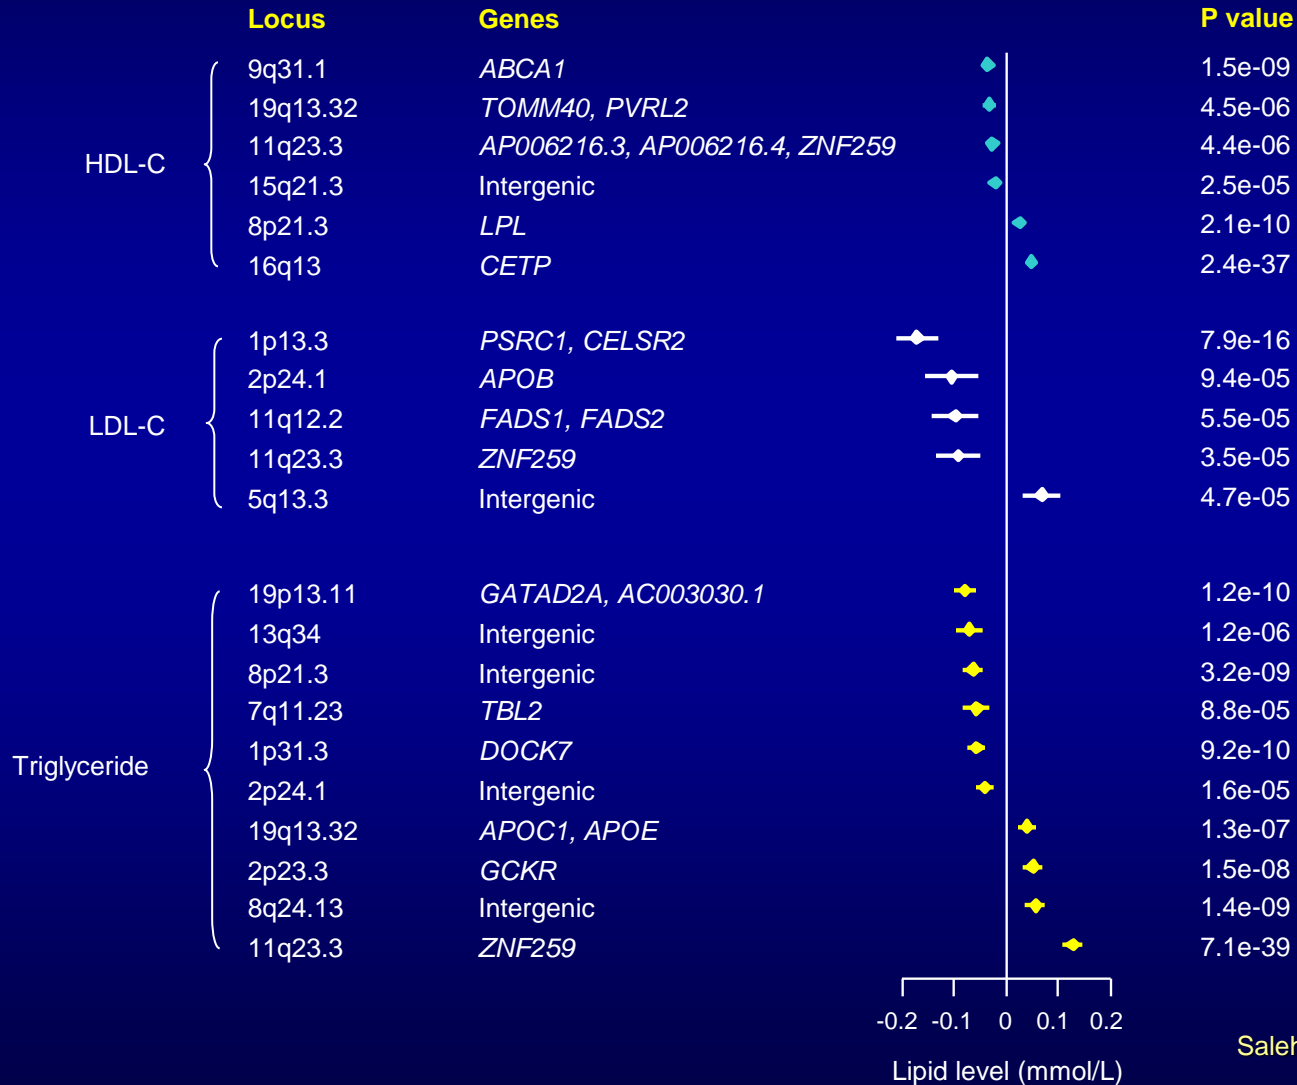 Locus Genes P value
HDL-C
9q31.1 ABCA1 1.5e-09
19q13.32 TOMM40, PVRL2 4.5e-06
11q23.3 AP006216.3, AP006216.4, ZNF259 4.4e-06
15q21.3 Intergenic 2.5e-05
8p21.3 LPL 2.1e-10
16q13 CETP 2.4e-37
LDL-C
1p13.3 PSRC1, CELSR2 7.9e-16
2p24.1 APOB 9.4e-05
11q12.2 FADS1, FADS2 5.5e-05
11q23.3 ZNF259 3.5e-05
5q13.3 Intergenic 4.7e-05
Triglyceride
19p13.11 GATAD2A, AC003030.1 1.2e-10
13q34 Intergenic 1.2e-06
8p21.3 Intergenic 3.2e-09
7q11.23 TBL2 8.8e-05
1p31.3 DOCK7 9.2e-10
2p24.1 Intergenic 1.6e-05
19q13.32 APOC1, APOE 1.3e-07
2p23.3 GCKR 1.5e-08
8q24.13 Intergenic 1.4e-09
11q23.3 ZNF259 7.1e-39
-0.2 -0.1 0 0.1 0.2
Lipid level (mmol/L)
Saleh